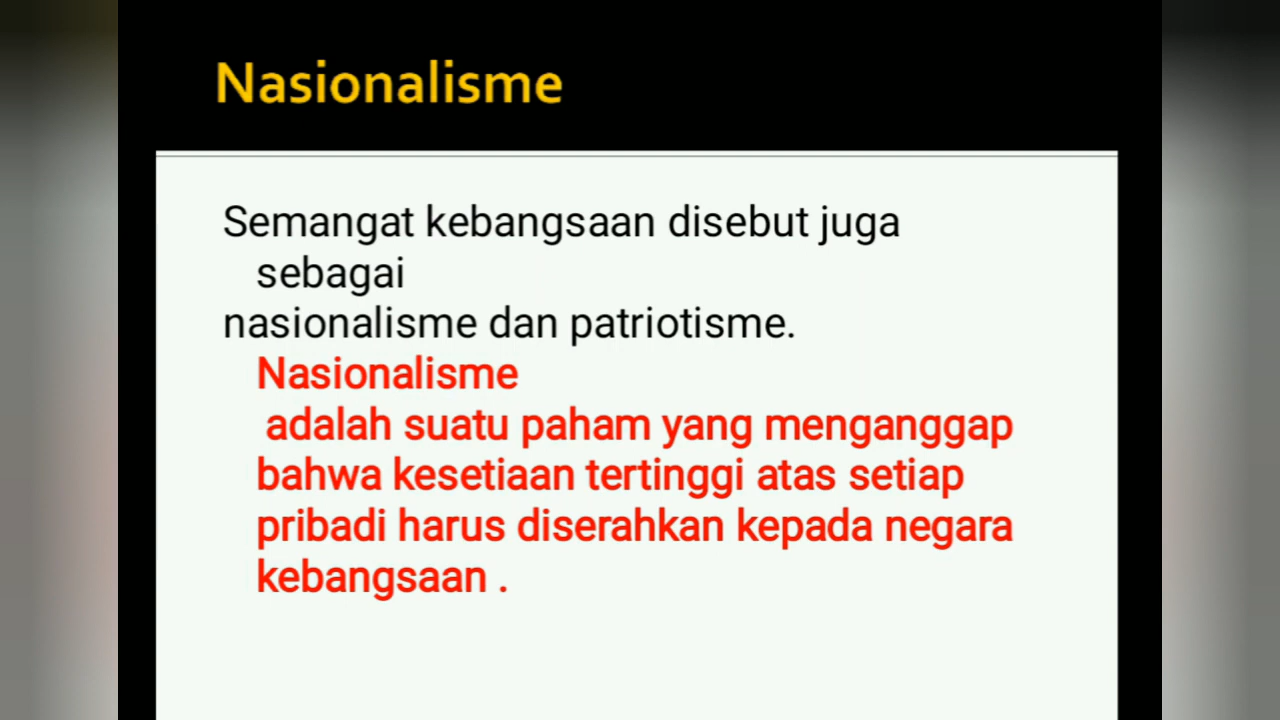 Nasionalisme
Semangat kebangsaan disebut juga
sebagai
nasionalisme dan patriotisme.
Nasionalisme
adalah suatu paham yang menganggap
bahwa kesetiaan tertinggi atas setiap
pribadi harus diserahkan kepada negara
kebangsaan .